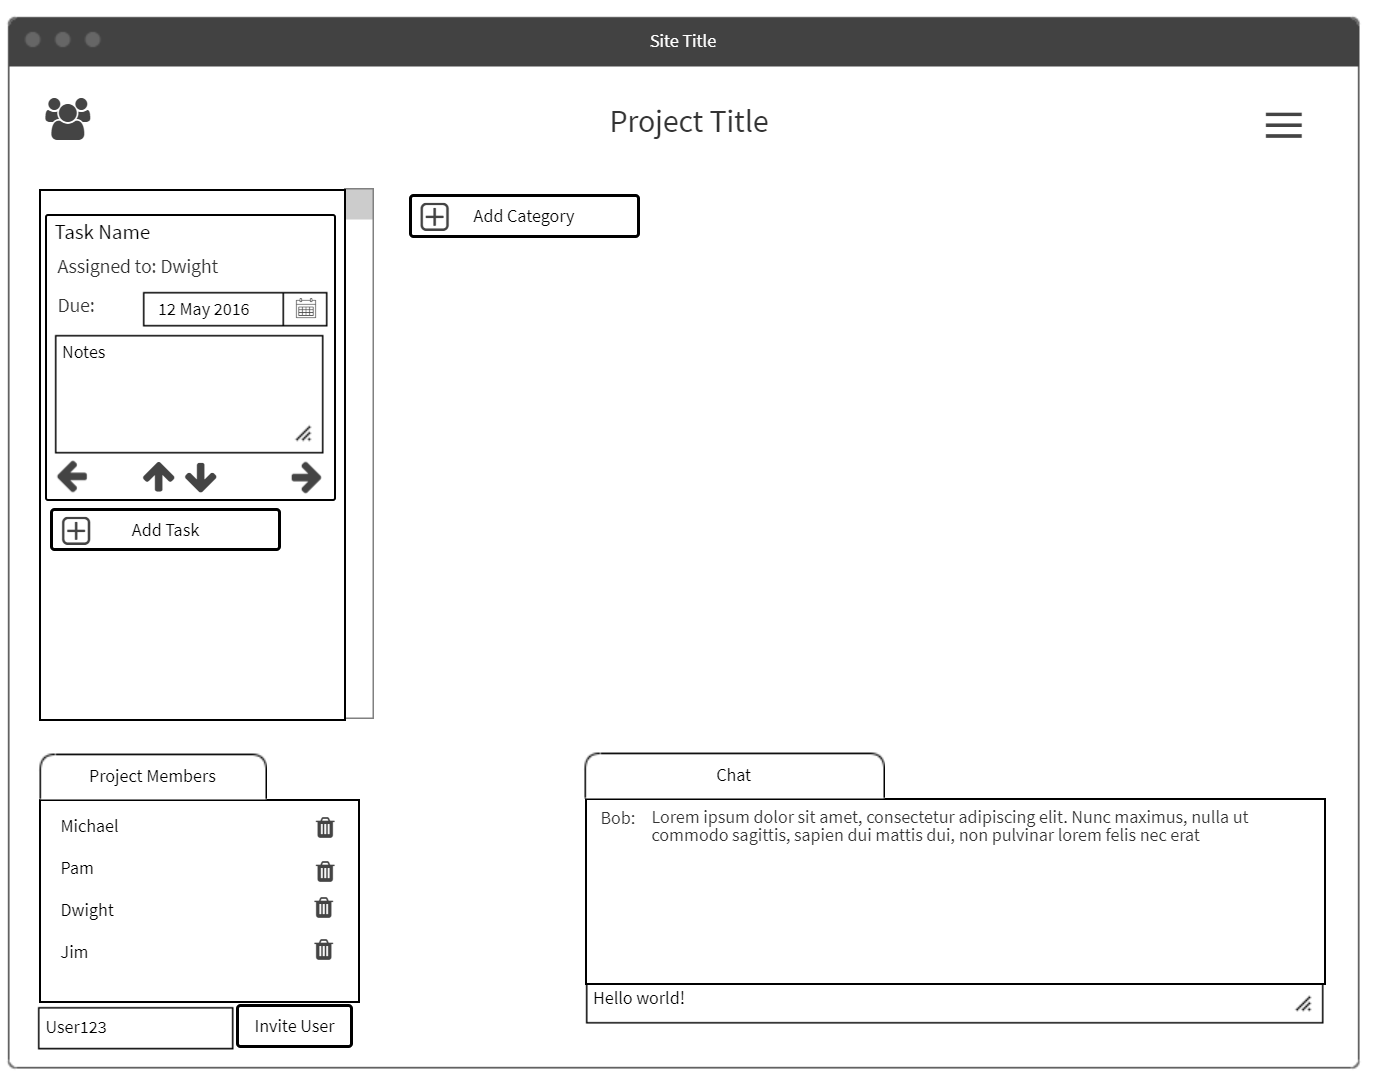 Site Title
Project Title
Task Name
Assigned to: Dwight
Due:
12 May 2016
Notes
Add Task
Add Category
Project Members
Michael
Pam
Dwight
Jim
User123
Invite User
Chat
Bob: Lorem ipsum dolor sit amet, consectetur adipiscing elit. Nunc maximus, nulla ut
commodo sagittis, sapien dui mattis dui, non pulvinar lorem felis nec erat
Hello world!